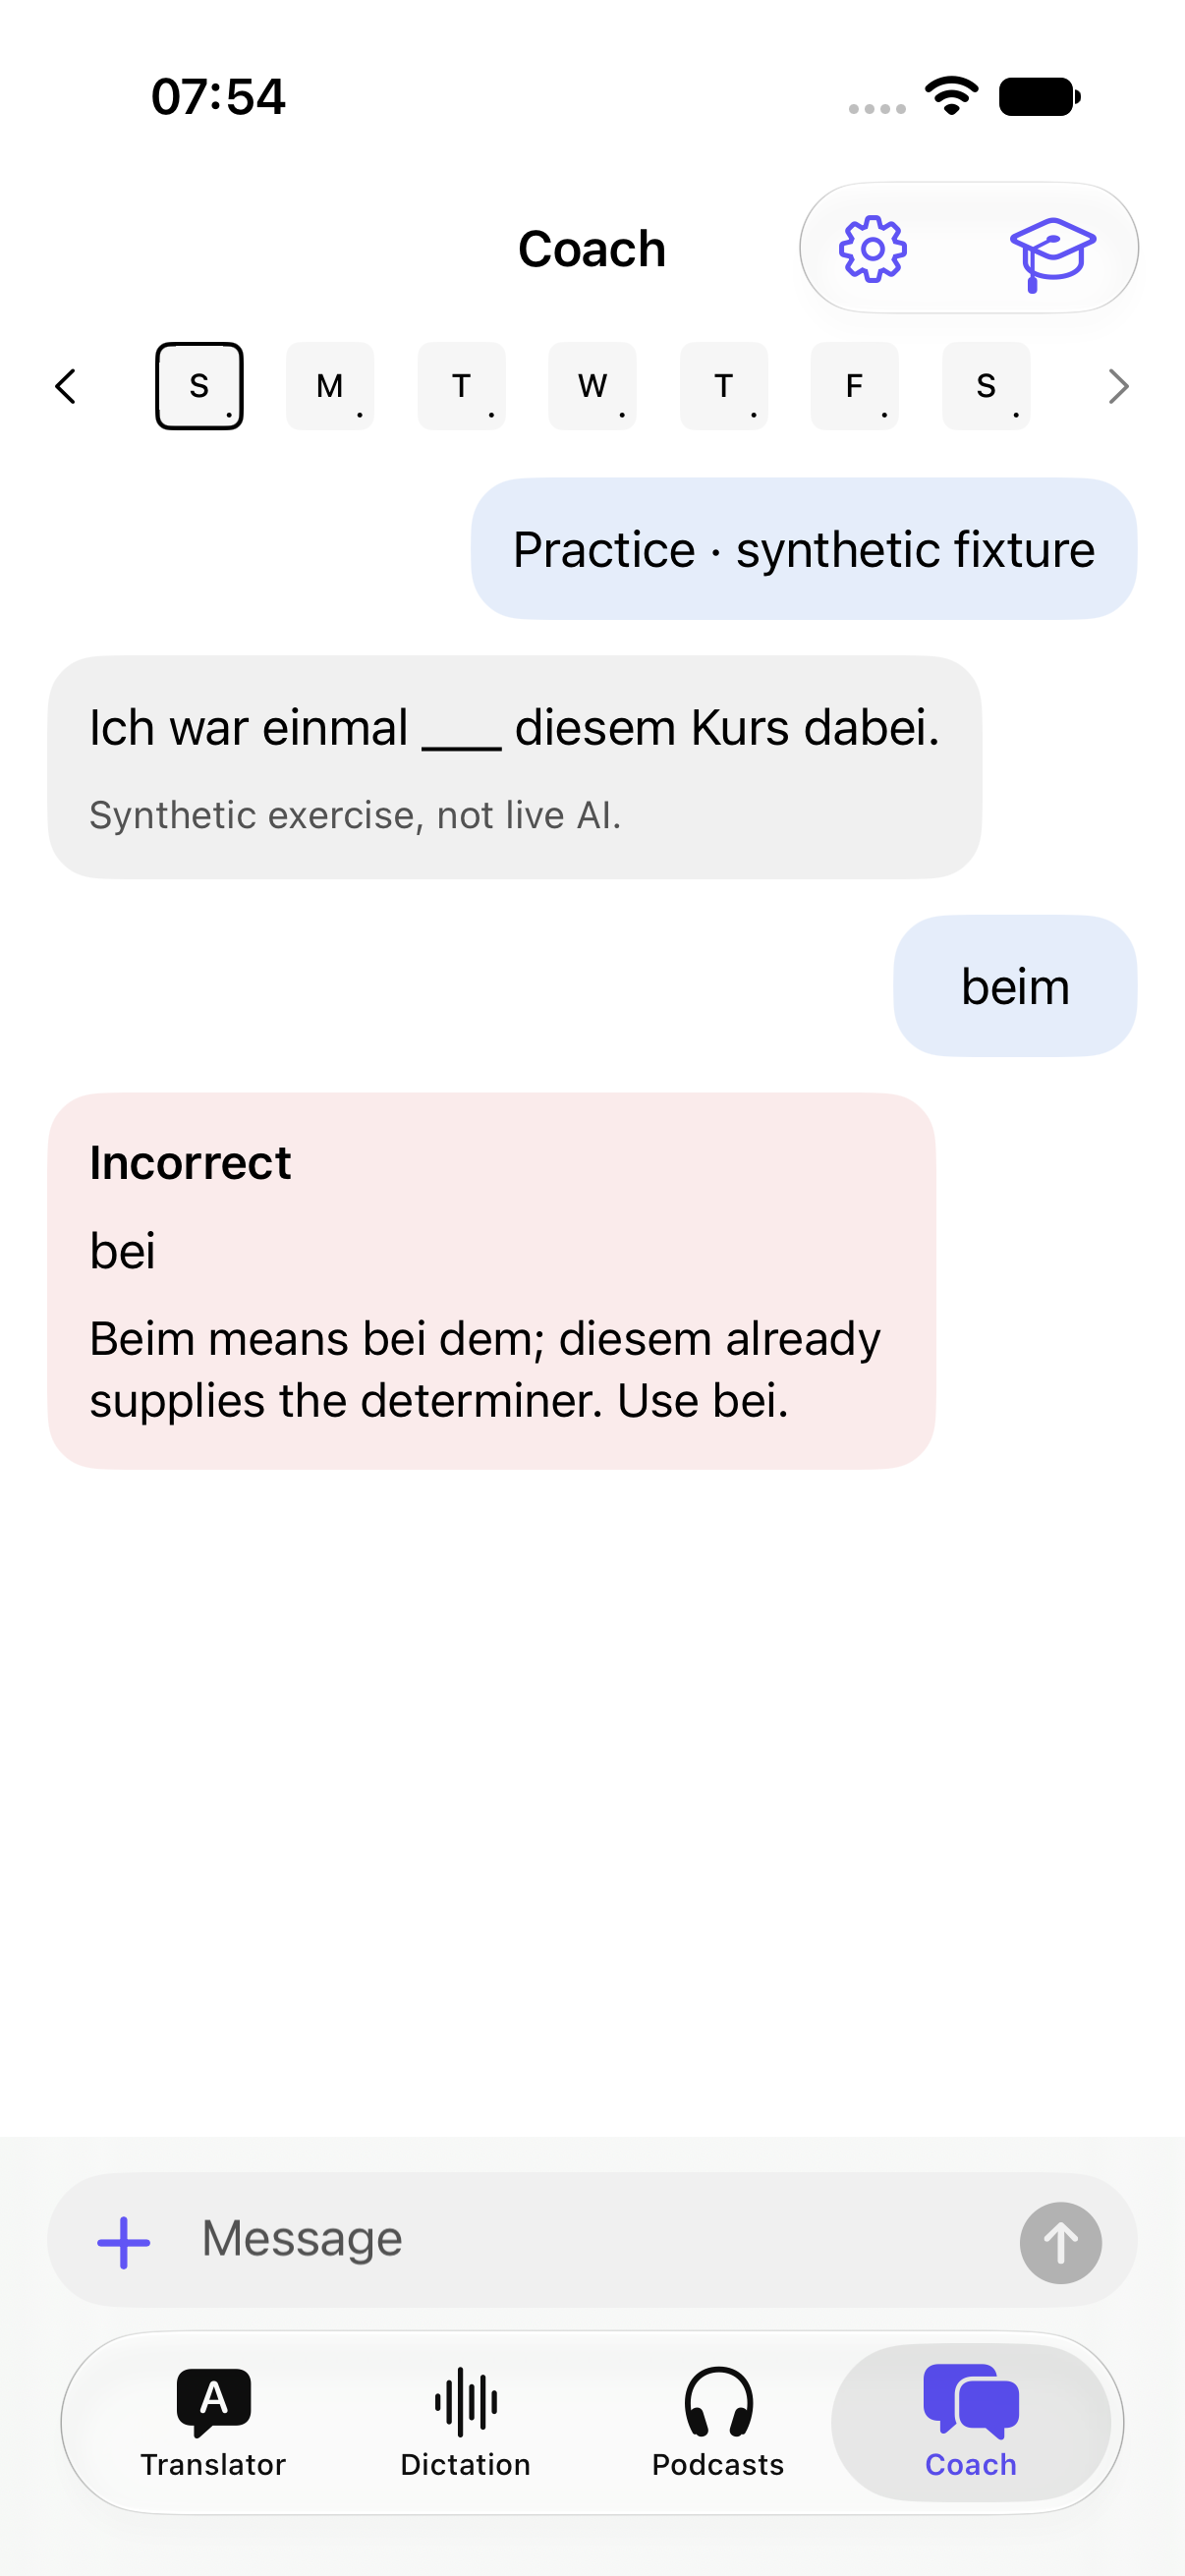 07:54
Coach
S. M. T. W. T. F. S.
Practice · synthetic fixture
Ich war einmal ___ diesem Kurs dabei.
Synthetic exercise, not live AI.
beim
Incorrect
bei
Beim means bei dem; diesem already
supplies the determiner. Use bei.
Message
A
Translator Dictation Podcasts Coach